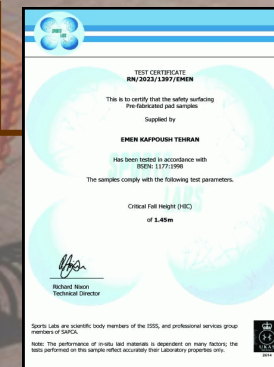 TEST CERTIFICATE
RN/2023/1397/EMEN
This is to certify that the safety surfacing
Pre-fabricated pad samples
Supplied by
EMEN KAFPOUSH TEHRAN
Has been tested in accordance with
BSEN: 1177:1998
The samples comply with the following test parameters.
Critical Fall Height (HIC)
of 1.45m
Richard Nixon
Technical Director
Sports Labs are scientific body members of the ISSS, and professional services group
members of SAPCA.
Note: The performance of in-situ laid materials is dependent on many factors; the
tests performed on this sample reflect accurately their Laboratory properties only.
UKAS